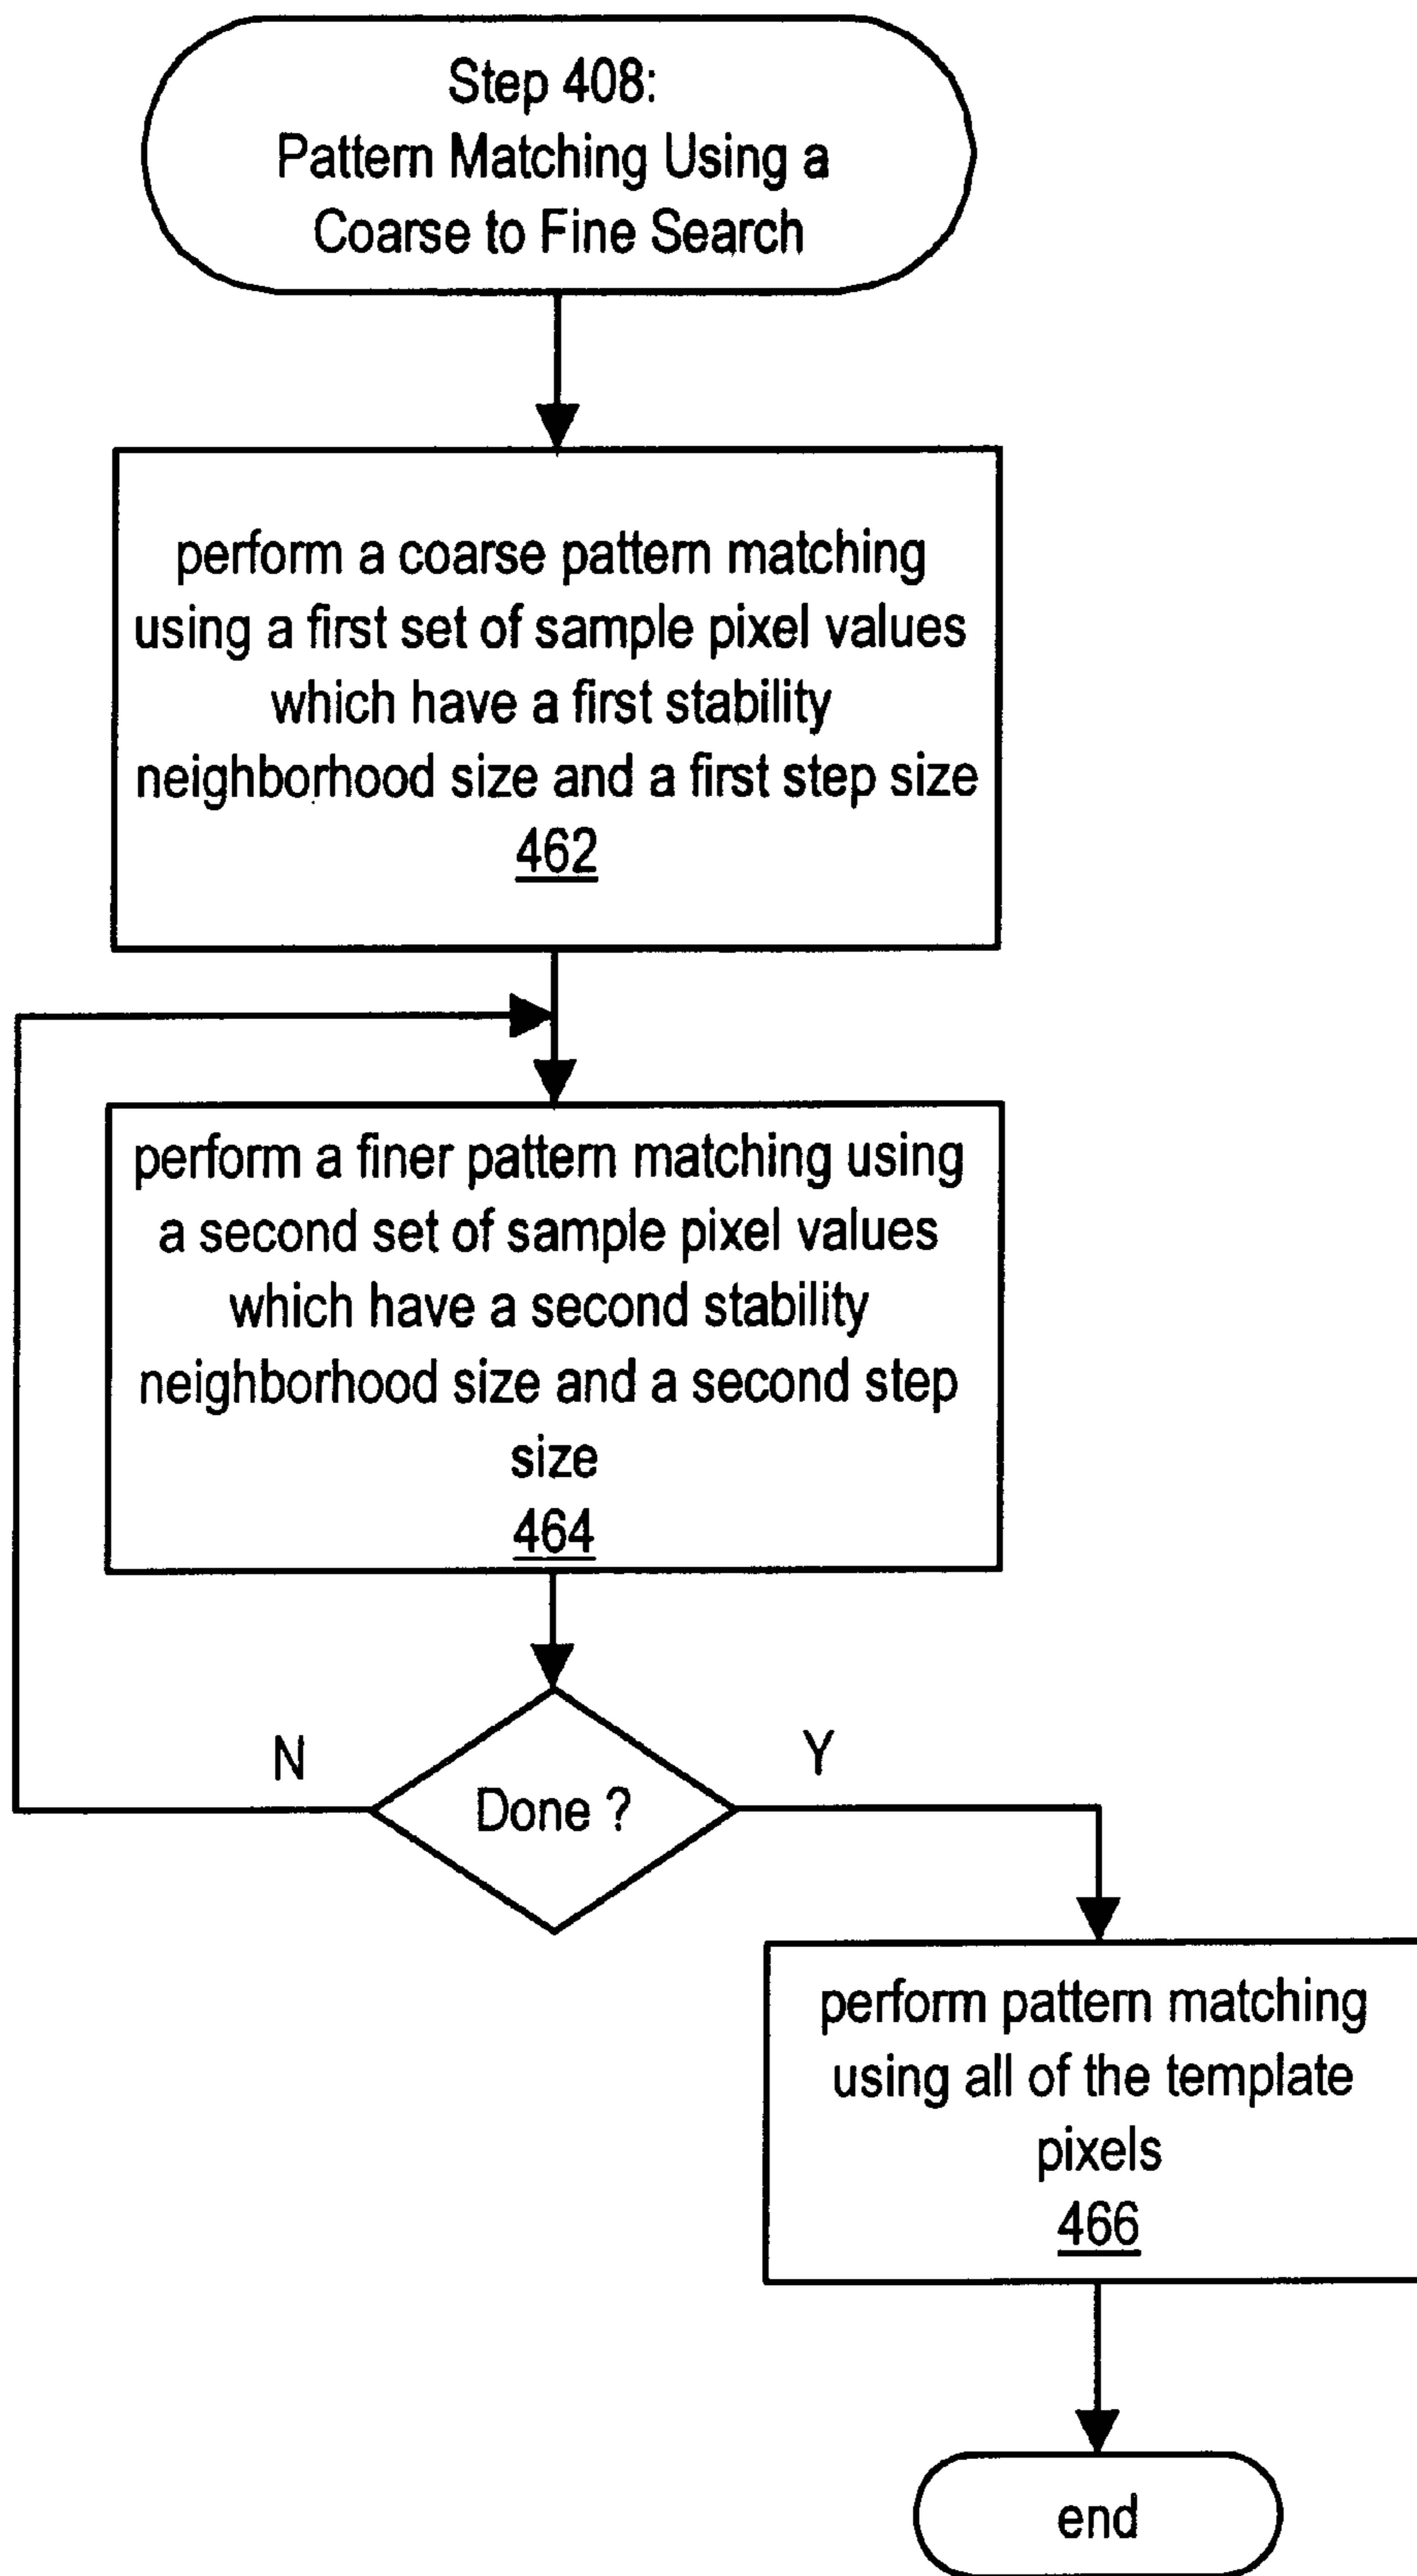 Step 408:
Pattern Matching Using a
Coarse to Fine Search
perform a coarse pattern matching
using a first set of sample pixel values
which have a first stability
neighborhood size and a first step size
462
perform a finer pattern matching using
a second set of sample pixel values
which have a second stability
neighborhood size and a second step
size
464
N
Y
Done ?
perform pattern matching
using all of the template
pixels
466
end